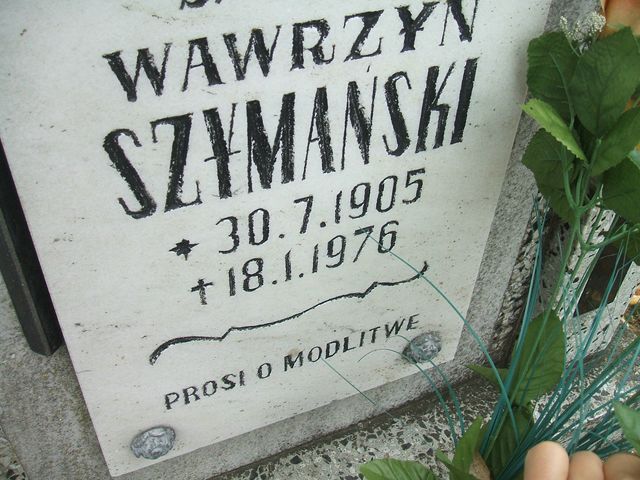 WAWRZYN
SZYMAŃSKI
* 30.7.1905
† 18.1.1976
PROSI O MODLITWĘ